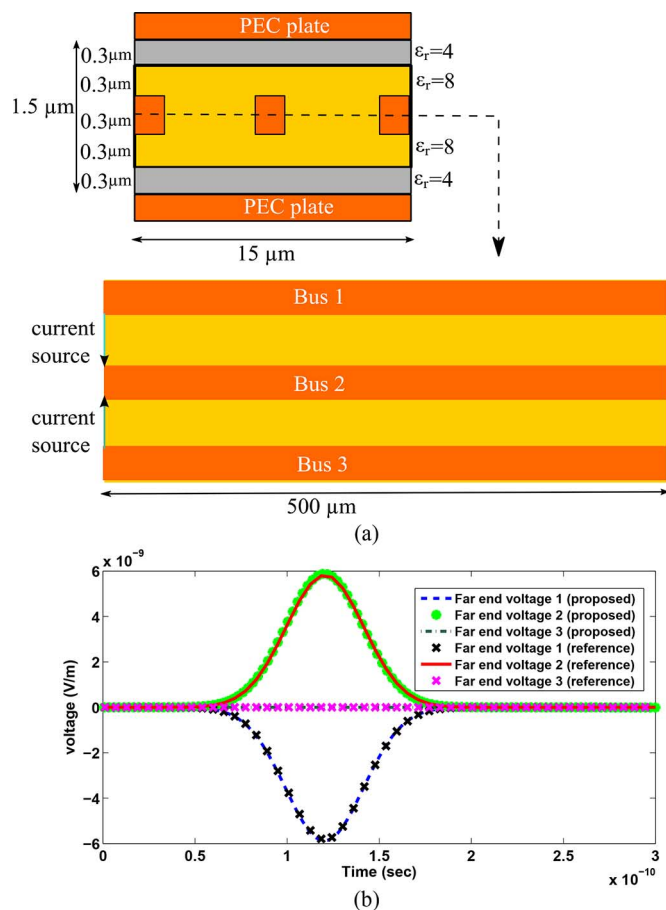 PEC plate
0.3μm
εr=4
0.3μm
εr=8
1.5 μm
0.3μm
0.3μm
εr=8
0.3μm
εr=4
PEC plate
15 μm
Bus 1
current
source
Bus 2
current
source
Bus 3
500 μm
(a)
x 10⁻⁹
6
4
2
0
−2
−4
−6
voltage (V/m)
Far end voltage 1 (proposed)
Far end voltage 2 (proposed)
Far end voltage 3 (proposed)
Far end voltage 1 (reference)
Far end voltage 2 (reference)
Far end voltage 3 (reference)
0 0.5 1 1.5 2 2.5 3
Time (sec)
x 10⁻¹⁰
(b)